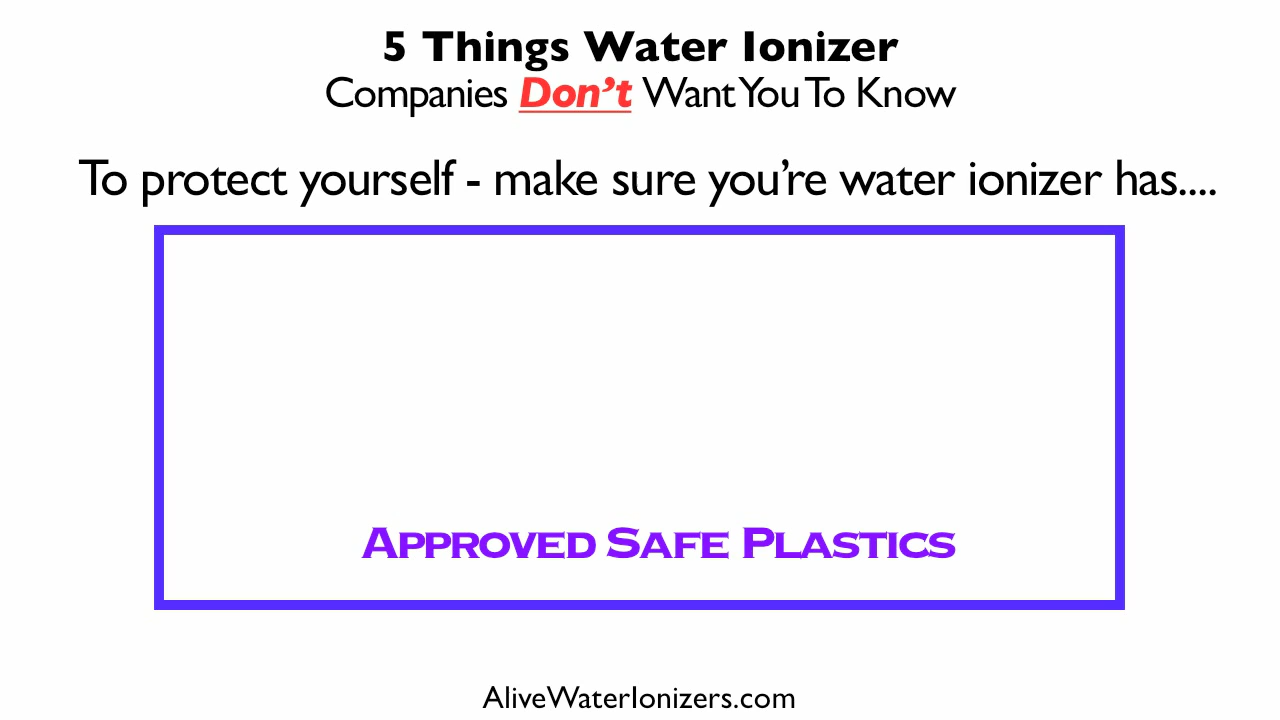 5 Things Water Ionizer
Companies Don't Want You To Know
To protect yourself - make sure you're water ionizer has....
APPROVED SAFE PLASTICS
AliveWaterIonizers.com